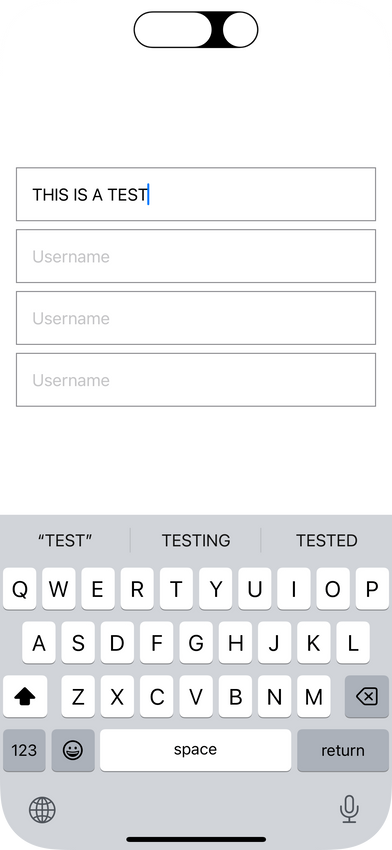 THIS IS A TEST
Username
Username
Username
“TEST” TESTING TESTED
Q W E R T Y U I O P
A S D F G H J K L
Z X C V B N M
123 space return